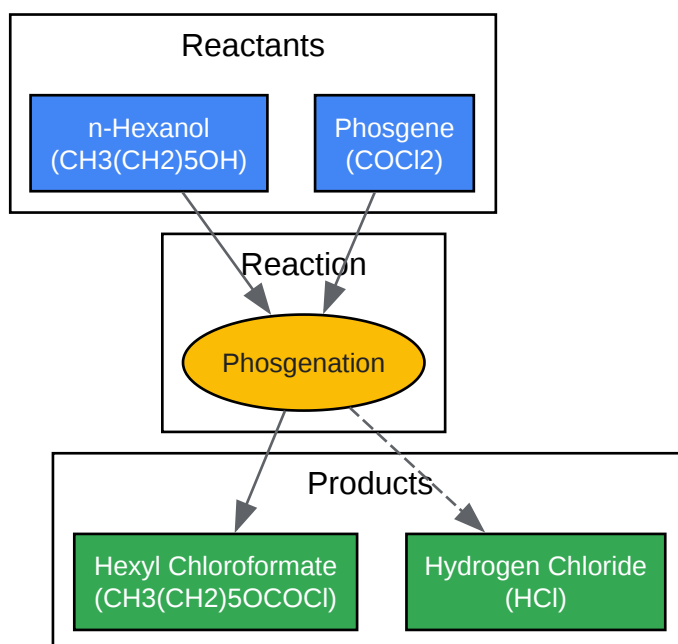 Reactants
n-Hexanol
(CH3(CH2)5OH)
Phosgene
(COCl2)
Reaction
Phosgenation
Products
Hexyl Chloroformate
(CH3(CH2)5OCOCl)
Hydrogen Chloride
(HCl)